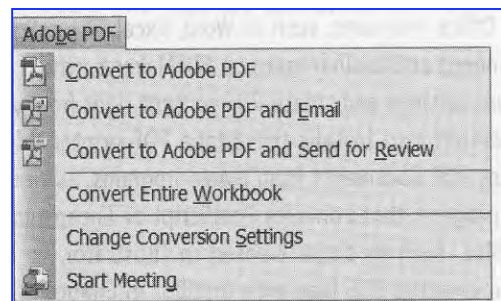 Adobe PDF
Convert to Adobe PDF
Convert to Adobe PDF and Email
Convert to Adobe PDF and Send for Review
Convert Entire Workbook
Change Conversion Settings
Start Meeting